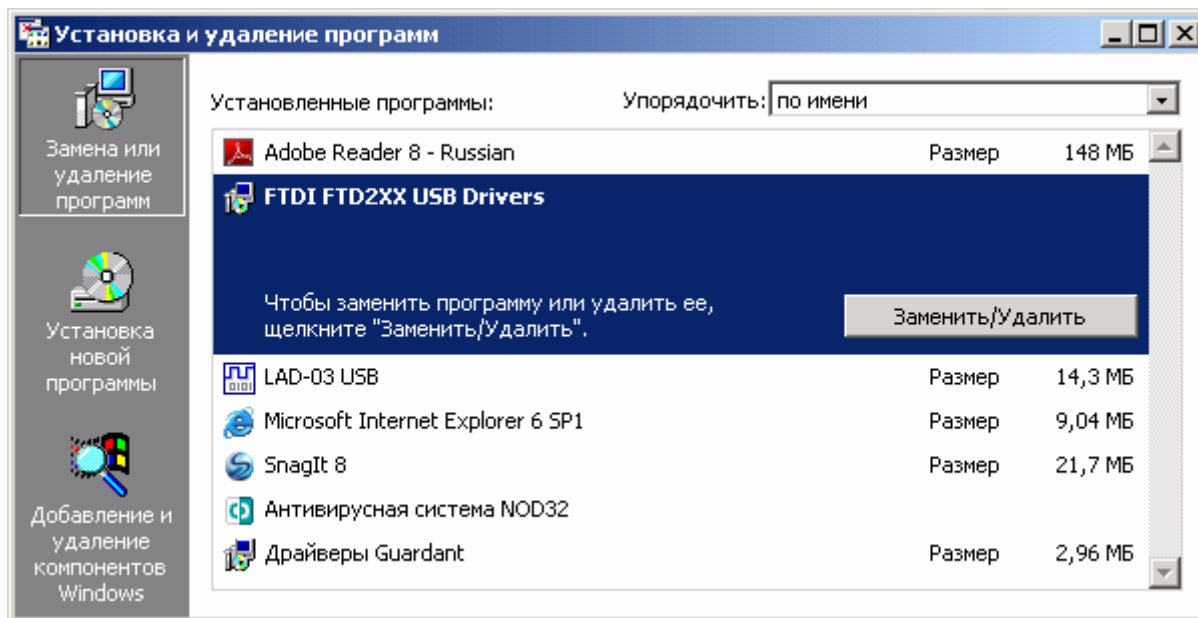 Установка и удаление программ
Замена или
удаление
программ
Установка
новой
программы
Добавление и
удаление
компонентов
Windows
Установленные программы: Упорядочить: по имени
Adobe Reader 8 - Russian Размер 148 МБ
FTDI FTD2XX USB Drivers
Чтобы заменить программу или удалить ее,
щелкните "Заменить/Удалить".
Заменить/Удалить
LAD-03 USB Размер 14,3 МБ
Microsoft Internet Explorer 6 SP1 Размер 9,04 МБ
SnagIt 8 Размер 21,7 МБ
Антивирусная система NOD32
Драйверы Guardant Размер 2,96 МБ